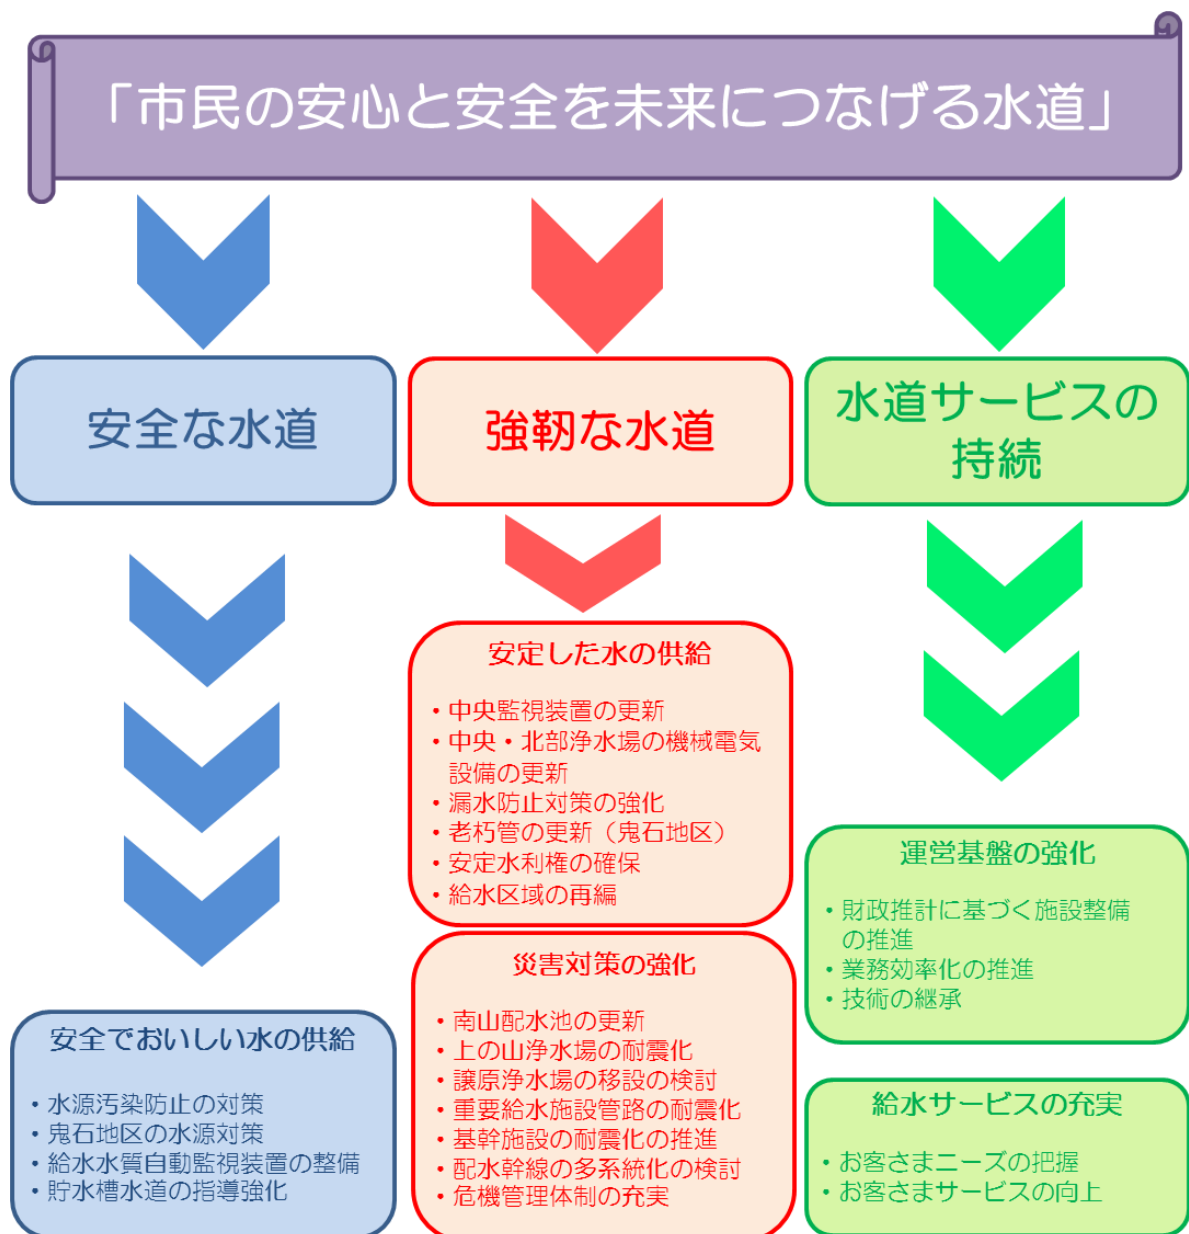 「市民の安心と安全を未来につなげる水道」
安全な水道
強靭な水道
水道サービスの
持続
安定した水の供給
・中央監視装置の更新
・中央・北部浄水場の機械電気
設備の更新
・漏水防止対策の強化
・老朽管の更新（鬼石地区）
・安定水利権の確保
・給水区域の再編
災害対策の強化
・南山配水池の更新
・上の山浄水場の耐震化
・譲原浄水場の移設の検討
・重要給水施設管路の耐震化
・基幹施設の耐震化の推進
・配水幹線の多系統化の検討
・危機管理体制の充実
安全でおいしい水の供給
・水源汚染防止の対策
・鬼石地区の水源対策
・給水水質自動監視装置の整備
・貯水槽水道の指導強化
運営基盤の強化
・財政推計に基づく施設整備
の推進
・業務効率化の推進
・技術の継承
給水サービスの充実
・お客さまニーズの把握
・お客さまサービスの向上